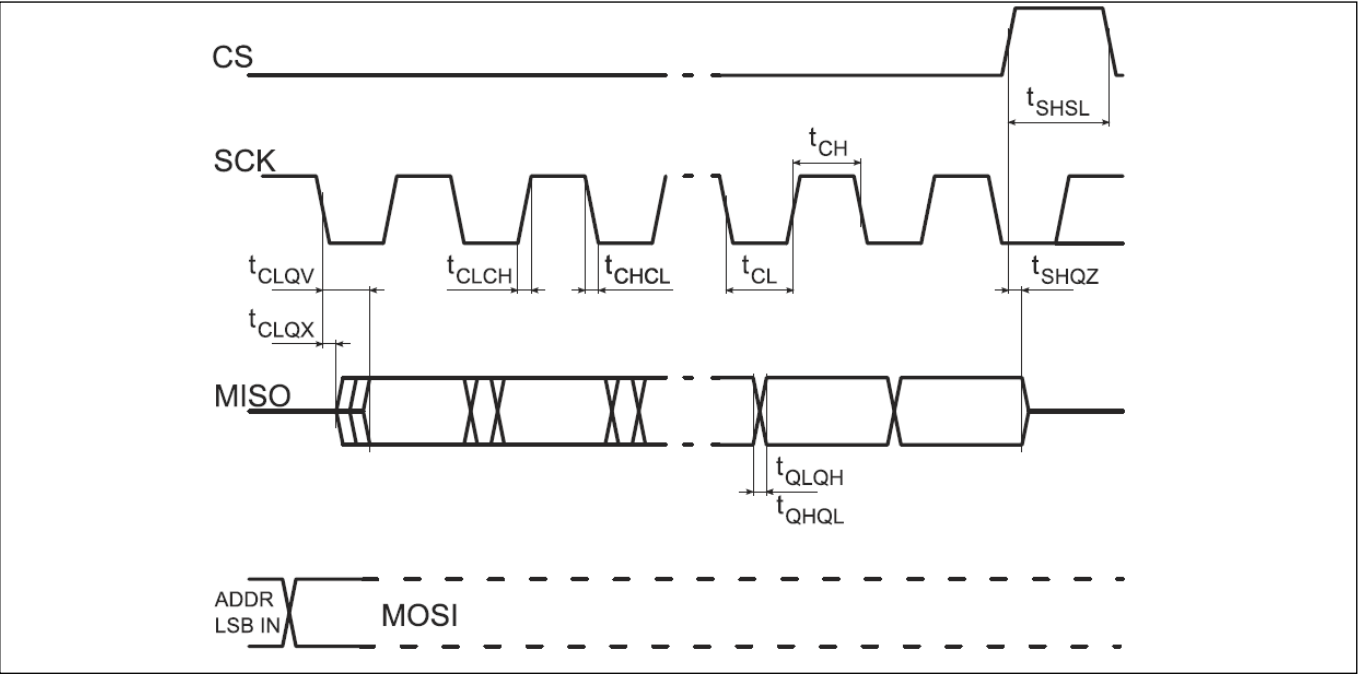 CS
tSHSL
tCH
SCK
tCLQV
tCLCH
tCHCL
tCL
tSHQZ
tCLQX
MISO
tQLQH
tQHQL
ADDR
LSB IN
MOSI